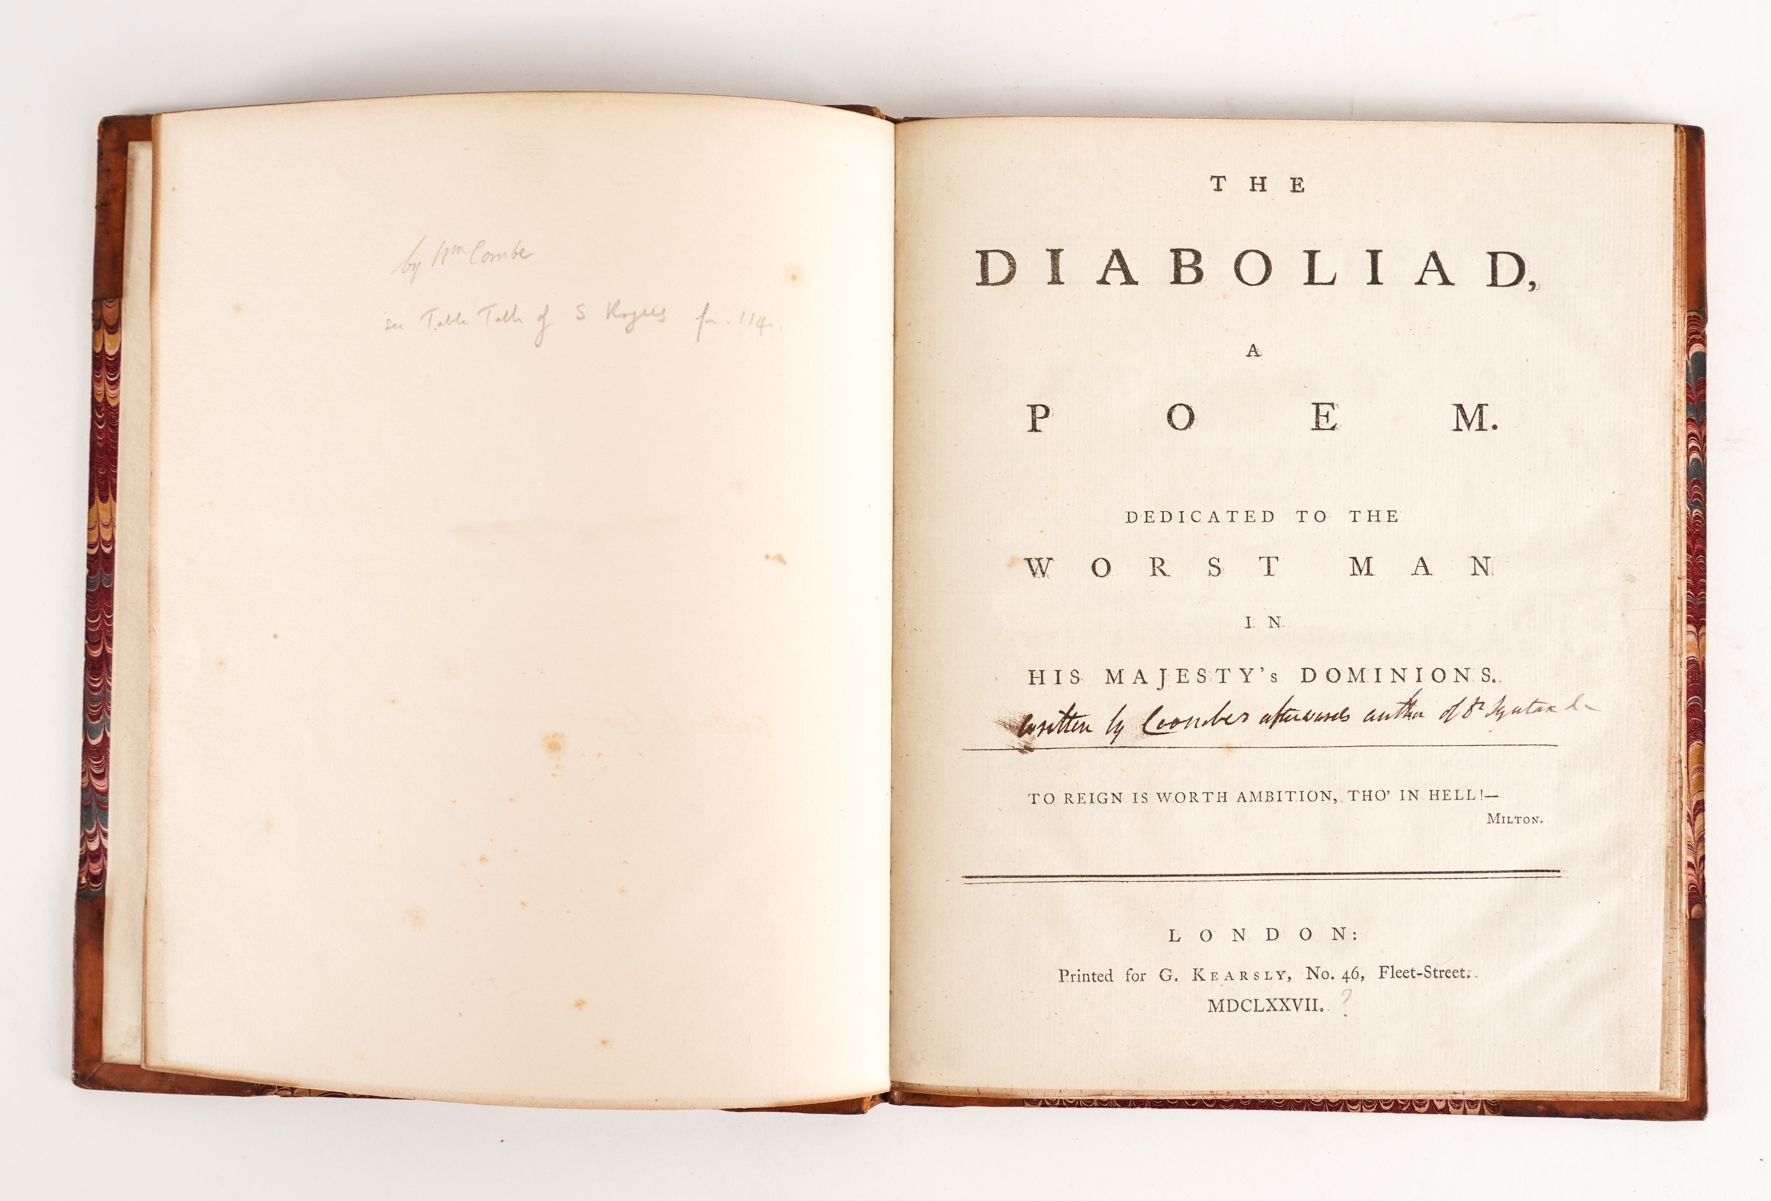 by Wm Combe
see Table Talk of S Rogers 114.
THE
DIABOLIAD,
A
POEM.
DEDICATED TO THE
WORST MAN
IN
HIS MAJESTY's DOMINIONS.
written by Coombes afterwards author of Dr Syntax &c
TO REIGN IS WORTH AMBITION, THO' IN HELL!—
MILTON.
LONDON:
Printed for G. KEARSLY, No. 46, Fleet-Street.
MDCLXXVII. ?